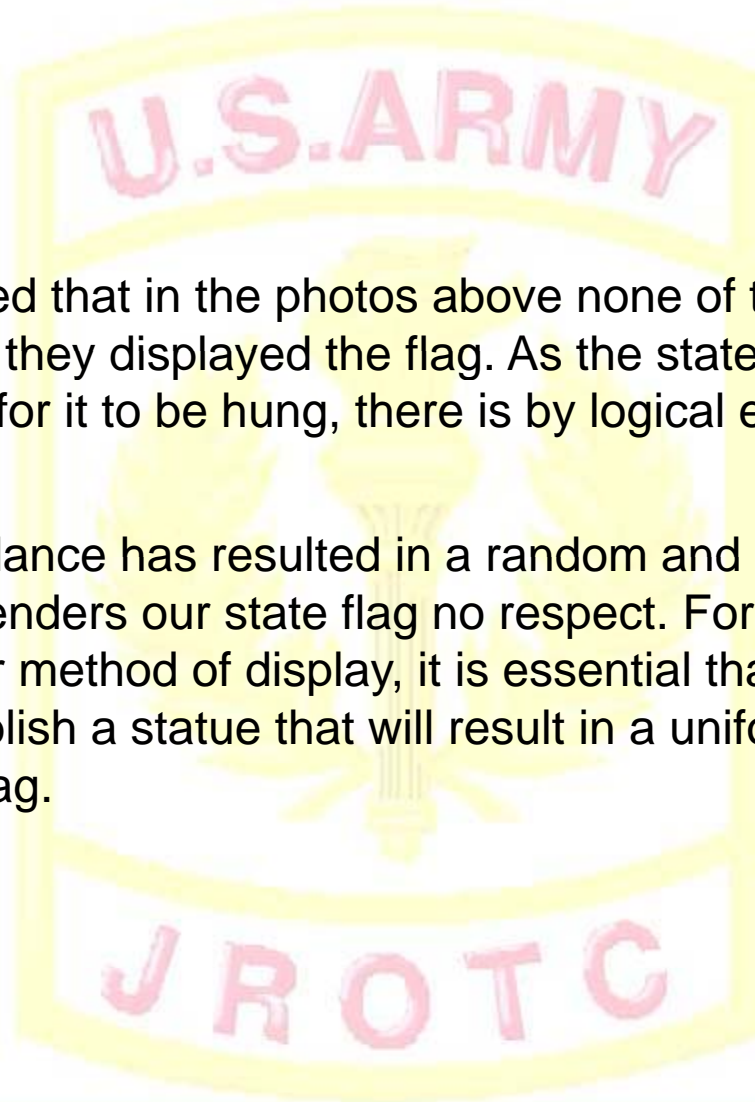 U.S.ARMY
ed that in the photos above none of t
they displayed the flag. As the state
for it to be hung, there is by logical e
lance has resulted in a random and
enders our state flag no respect. For
r method of display, it is essential tha
lish a statue that will result in a unifo
ag.
JROTC